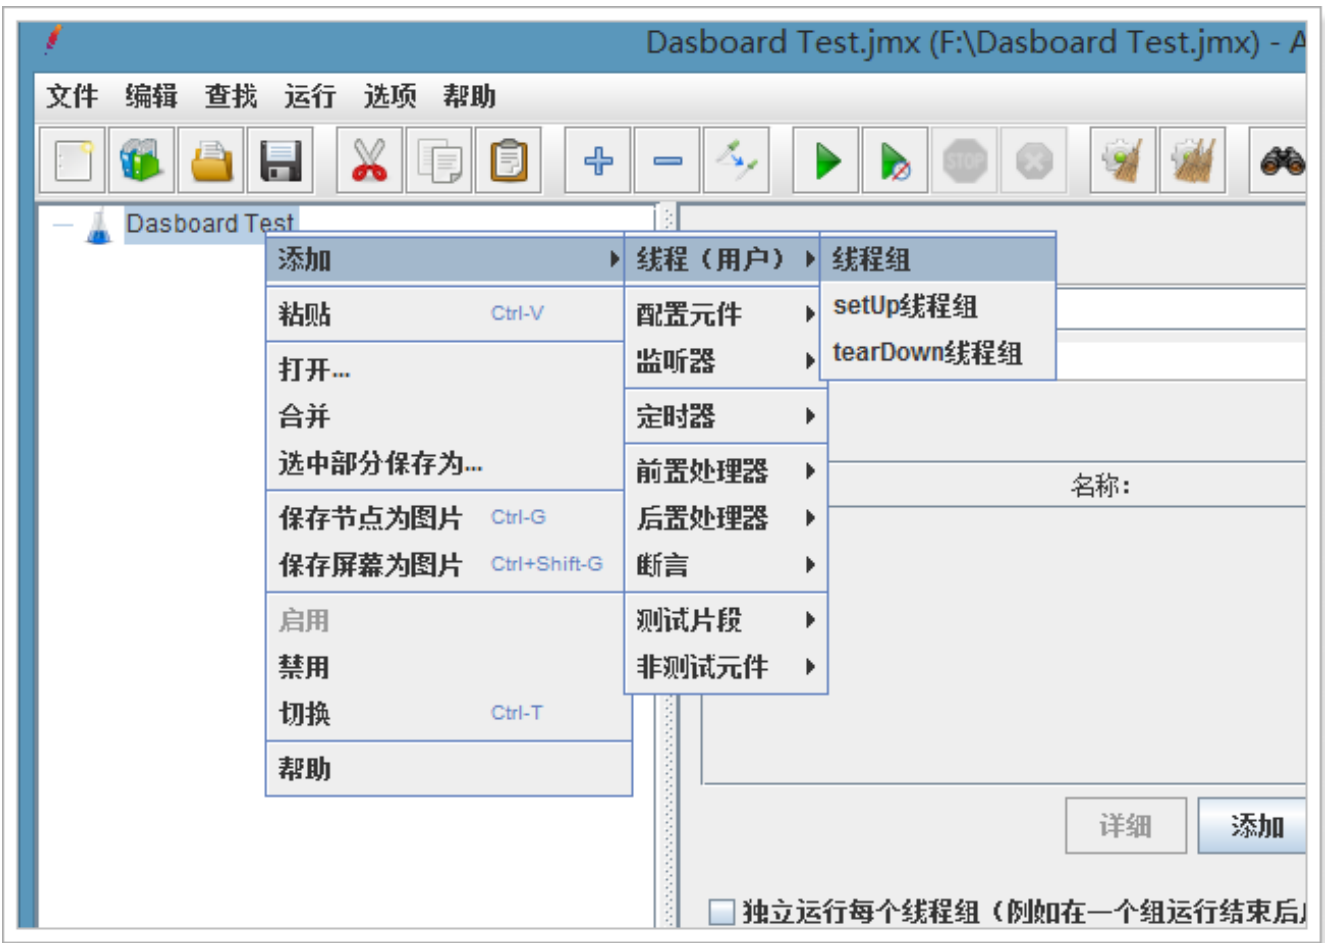 Dasboard Test.jmx (F:\Dasboard Test.jmx) - A
文件 编辑 查找 运行 选项 帮助
STOP
Dasboard Test
添加
粘贴 Ctrl-V
打开...
合并
选中部分保存为...
保存节点为图片 Ctrl-G
保存屏幕为图片 Ctrl+Shift-G
启用
禁用
切换 Ctrl-T
帮助
线程（用户）
配置元件
监听器
定时器
前置处理器
后置处理器
断言
测试片段
非测试元件
线程组
setUp线程组
tearDown线程组
名称:
详细 添加
独立运行每个线程组（例如在一个组运行结束后